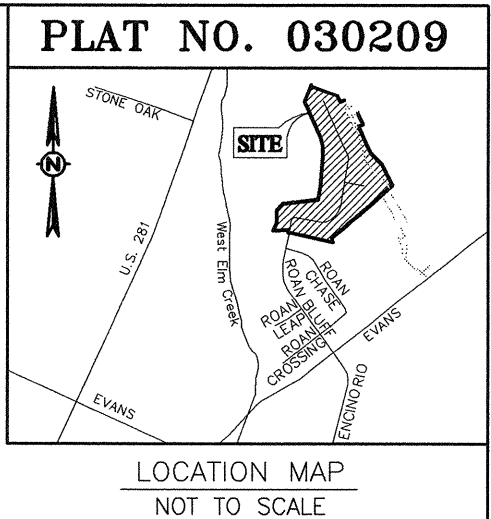 PLAT NO. 030209
STONE OAK
SITE
N
U.S. 281
West Elm Creek
ROAN
CHASE
ROAN BLUFF
ROAN
LEAP
ROAN
CROSSING
EVANS
EVANS
ENCINO RIO
LOCATION MAP
NOT TO SCALE